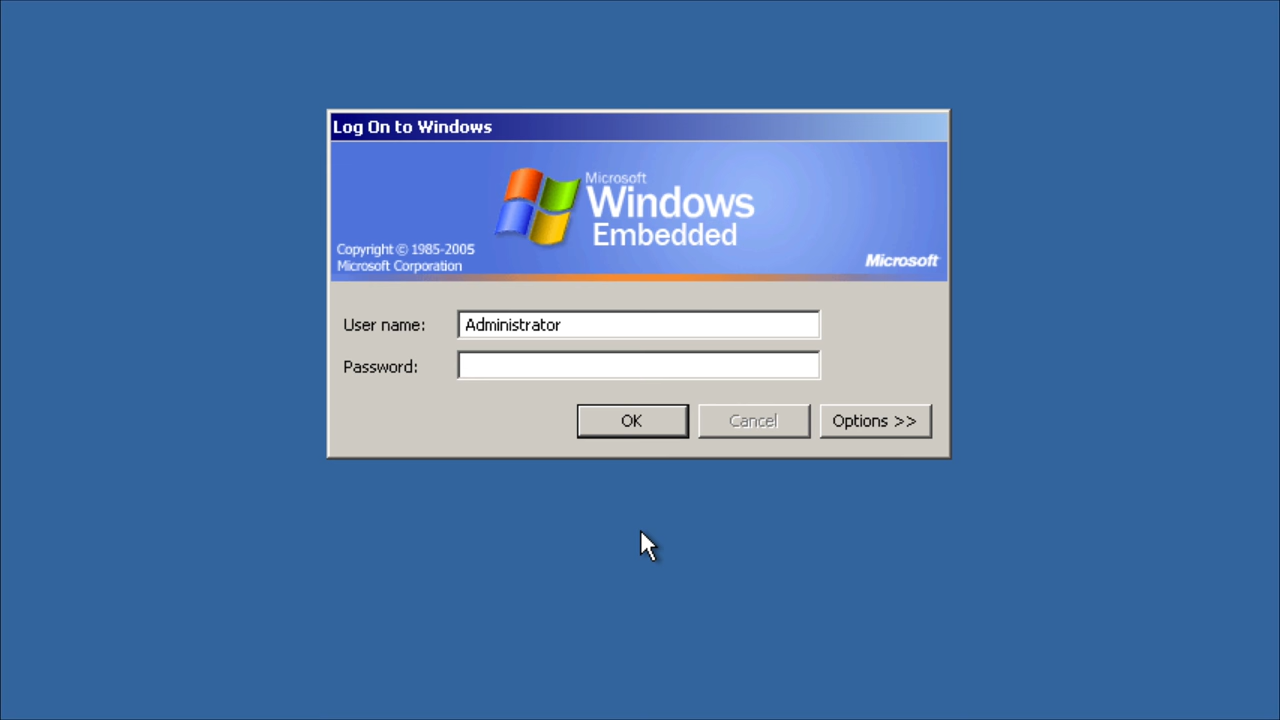 Log On to Windows
Microsoft
Windows
Embedded
Copyright © 1985-2005
Microsoft Corporation
Microsoft
User name: Administrator
Password:
OK Cancel Options >>